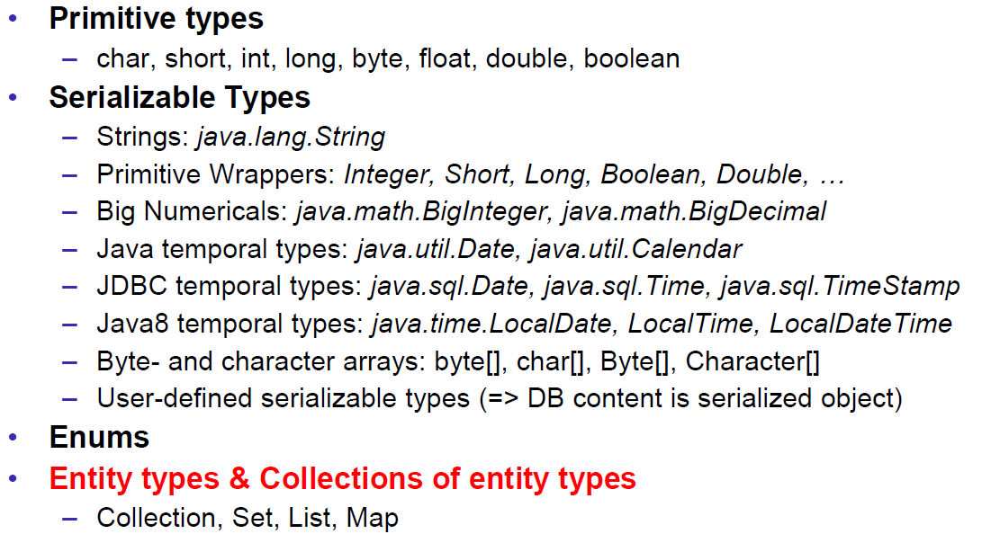 • Primitive types
– char, short, int, long, byte, float, double, boolean
• Serializable Types
– Strings: java.lang.String
– Primitive Wrappers: Integer, Short, Long, Boolean, Double, …
– Big Numericals: java.math.BigInteger, java.math.BigDecimal
– Java temporal types: java.util.Date, java.util.Calendar
– JDBC temporal types: java.sql.Date, java.sql.Time, java.sql.TimeStamp
– Java8 temporal types: java.time.LocalDate, LocalTime, LocalDateTime
– Byte- and character arrays: byte[], char[], Byte[], Character[]
– User-defined serializable types (=> DB content is serialized object)
• Enums
• Entity types & Collections of entity types
– Collection, Set, List, Map